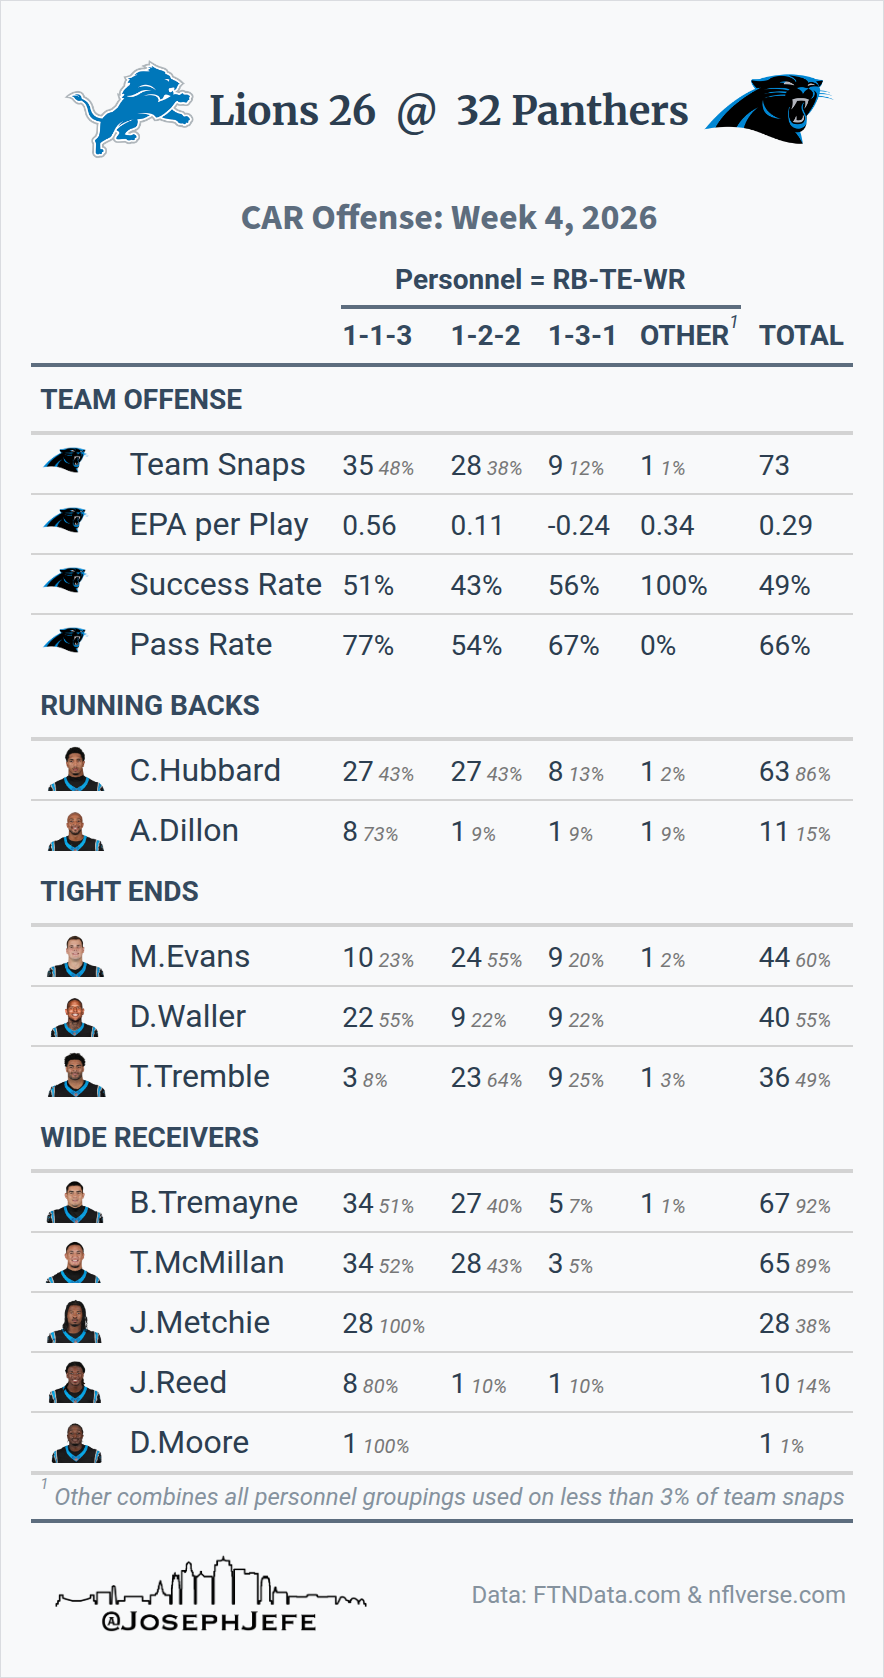 Lions 26 @ 32 Panthers
CAR Offense: Week 4, 2026
Personnel = RB-TE-WR
1-1-3 1-2-2 1-3-1 OTHER1 TOTAL
TEAM OFFENSE
Team Snaps 35 48% 28 38% 9 12% 1 1% 73
EPA per Play 0.56 0.11 -0.24 0.34 0.29
Success Rate 51% 43% 56% 100% 49%
Pass Rate 77% 54% 67% 0% 66%
RUNNING BACKS
C.Hubbard 27 43% 27 43% 8 13% 1 2% 63 86%
A.Dillon 8 73% 1 9% 1 9% 1 9% 11 15%
TIGHT ENDS
M.Evans 10 23% 24 55% 9 20% 1 2% 44 60%
D.Waller 22 55% 9 22% 9 22% 40 55%
T.Tremble 3 8% 23 64% 9 25% 1 3% 36 49%
WIDE RECEIVERS
B.Tremayne 34 51% 27 40% 5 7% 1 1% 67 92%
T.McMillan 34 52% 28 43% 3 5% 65 89%
J.Metchie 28 100% 28 38%
J.Reed 8 80% 1 10% 1 10% 10 14%
D.Moore 1 100% 1 1%
1 Other combines all personnel groupings used on less than 3% of team snaps
@JOSEPHJEFE
Data: FTNData.com & nflverse.com